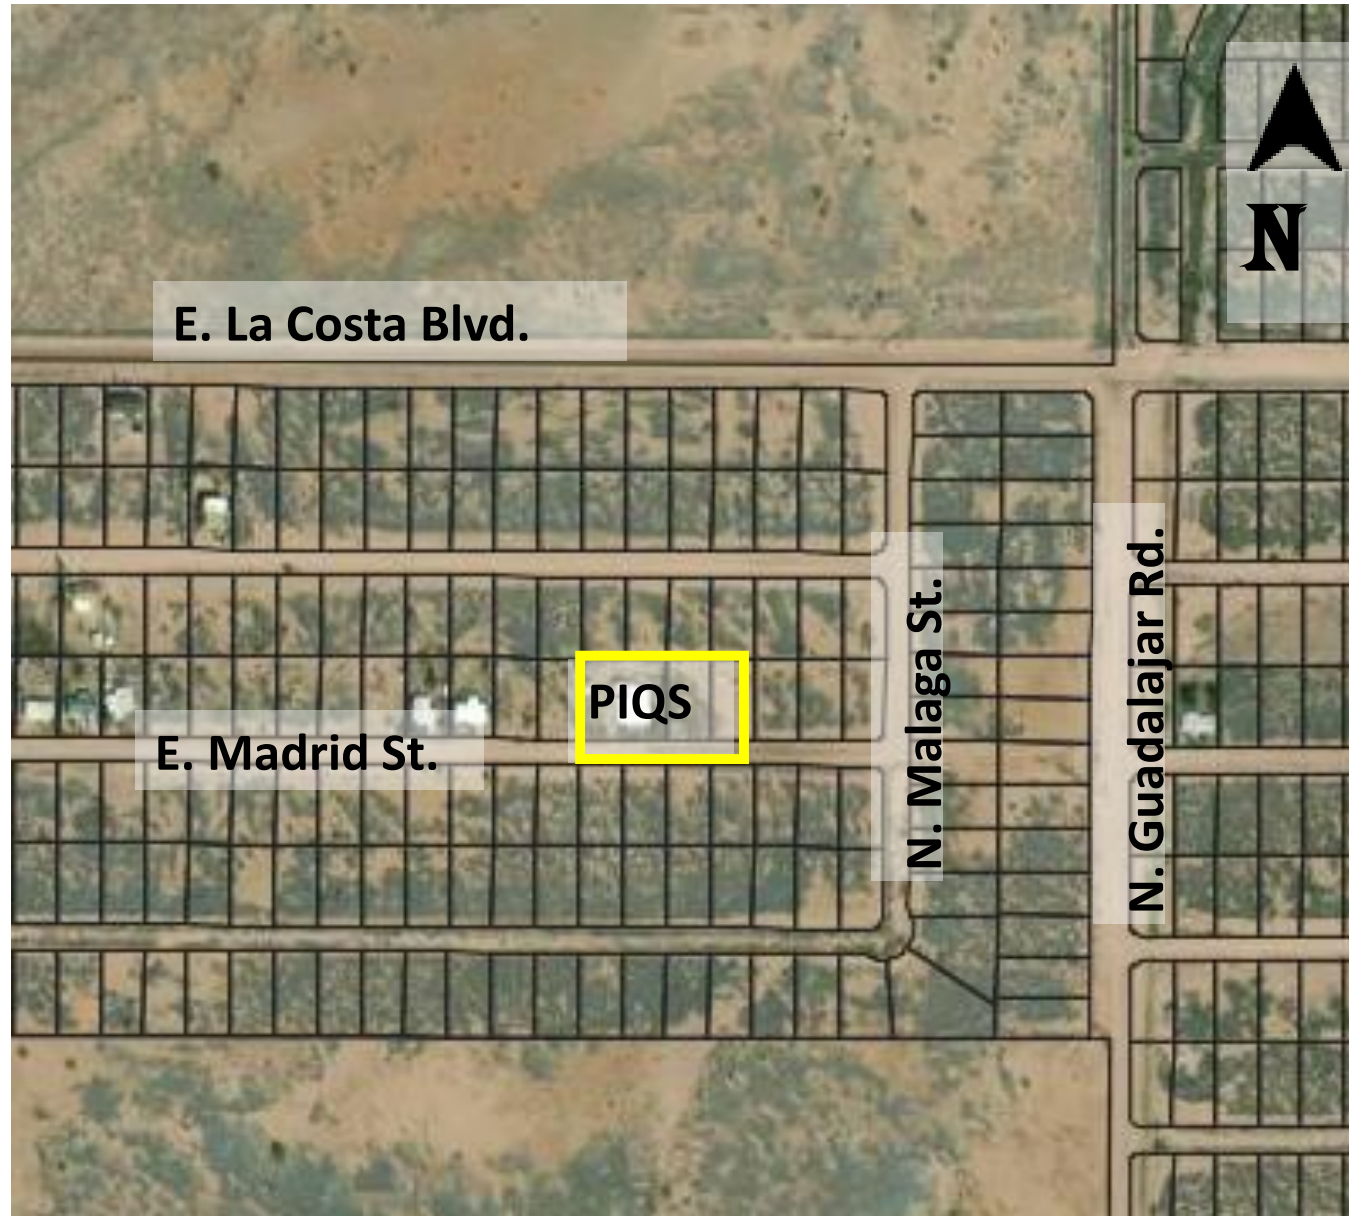 N
E. La Costa Blvd.
N. Guadalajar Rd.
N. Malaga St.
PIQS
E. Madrid St.